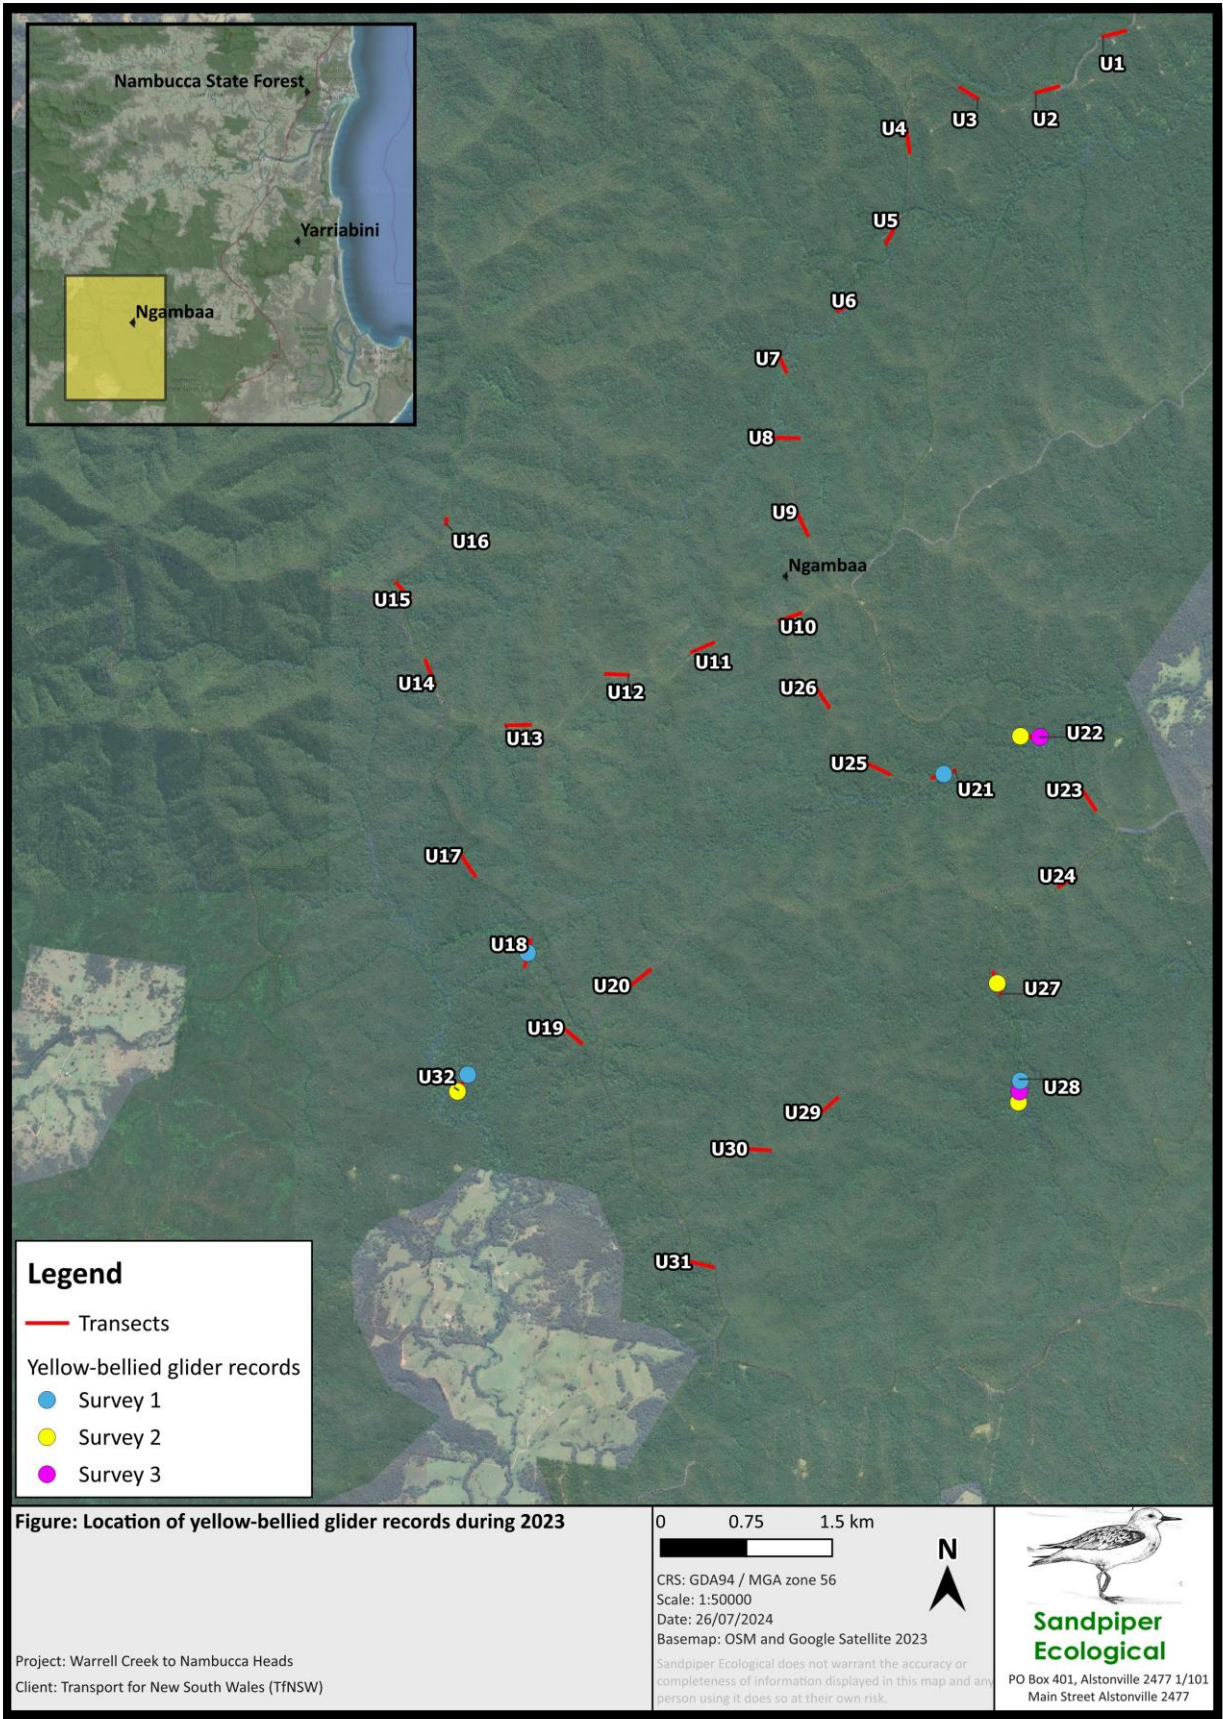 Nambucca State Forest
Yarriabini
Ngambaa
U1
U2
U3
U4
U5
U6
U7
U8
U9
Ngambaa
U16
U15
U10
U11
U14
U12
U26
U13
U22
U25
U21
U23
U17
U24
U18
U20
U27
U19
U32
U28
U29
U30
U31
Legend
Transects
Yellow-bellied glider records
Survey 1
Survey 2
Survey 3
Figure: Location of yellow-bellied glider records during 2023
Project: Warrell Creek to Nambucca Heads
Client: Transport for New South Wales (TfNSW)
0 0.75 1.5 km
N
CRS: GDA94 / MGA zone 56
Scale: 1:50000
Date: 26/07/2024
Basemap: OSM and Google Satellite 2023
Sandpiper Ecological does not warrant the accuracy or
completeness of information displayed in this map and any
person using it does so at their own risk.
Sandpiper
Ecological
PO Box 401, Alstonville 2477 1/101
Main Street Alstonville 2477